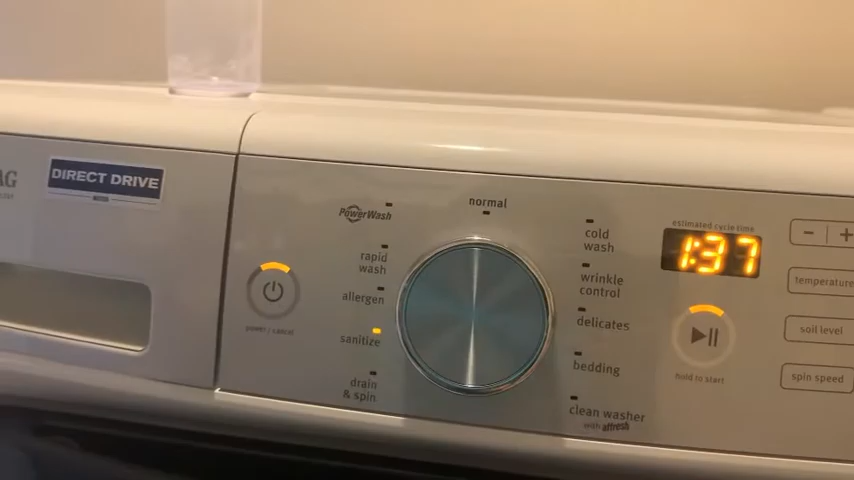 AG
DIRECT DRIVE
power / cancel
PowerWash
rapid
wash
allergen
sanitize
drain
& spin
normal
cold
wash
wrinkle
control
delicates
bedding
clean washer
with affresh
estimated cycle time
1:37
hold to start
- +
temperature
soil level
spin speed